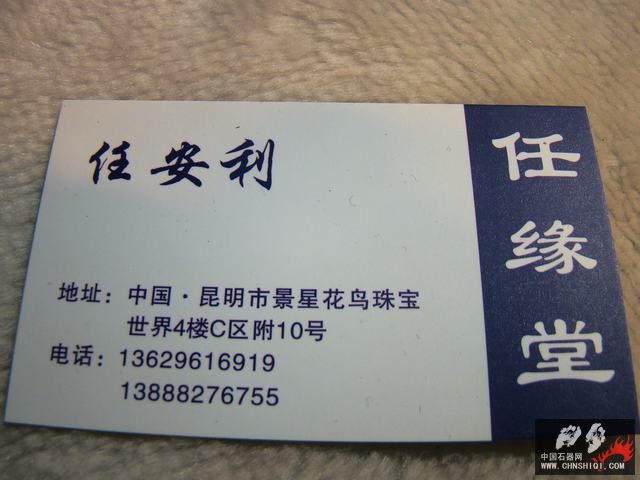 任安利
任缘堂
地址：中国·昆明市景星花鸟珠宝
世界4楼C区附10号
电话：13629616919
13888276755
中国石器网
WWW.CHNSHIQI.COM